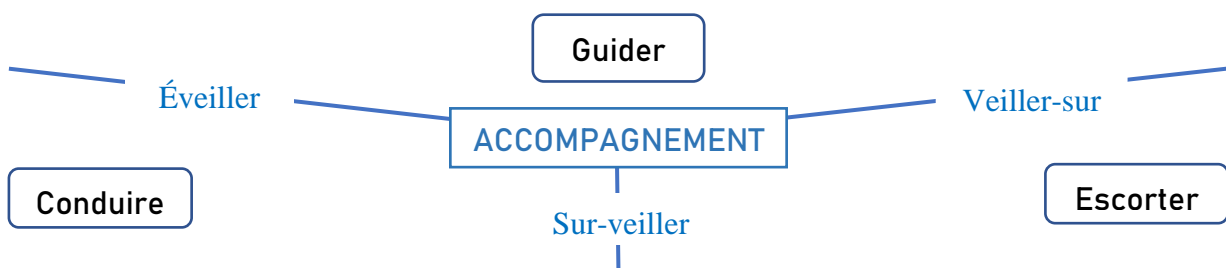 Guider
Éveiller
Veiller-sur
ACCOMPAGNEMENT
Conduire
Escorter
Sur-veiller